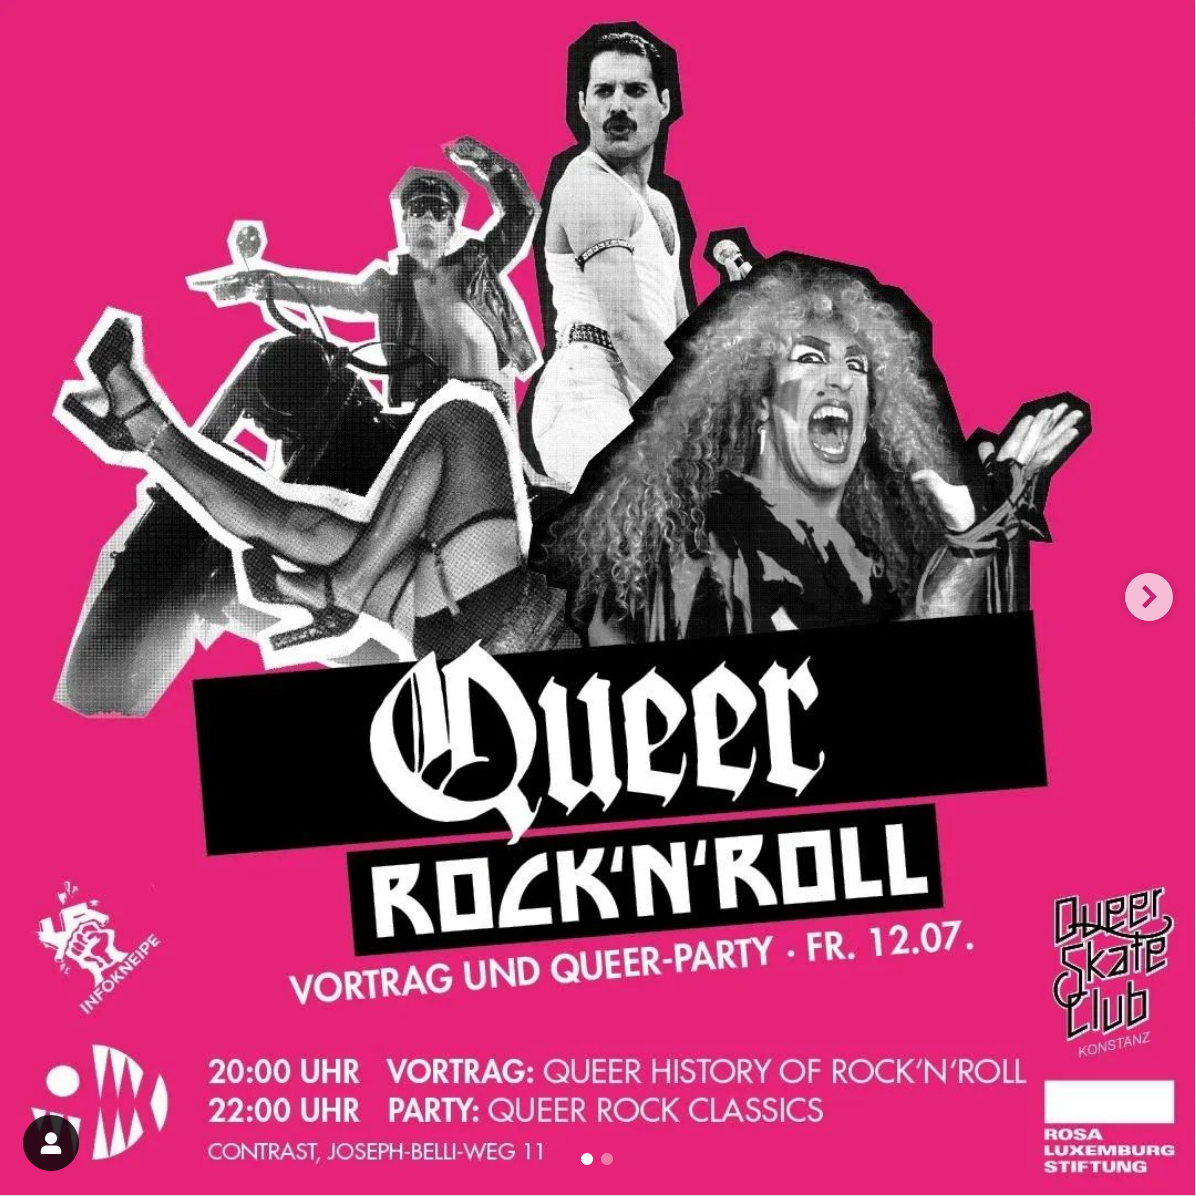 Queer
ROCK'N'ROLL
VORTRAG UND QUEER-PARTY · FR. 12.07.
INFOKNEIPE
Queer
Skate
Club
KONSTANZ
20:00 UHR VORTRAG: QUEER HISTORY OF ROCK'N'ROLL
22:00 UHR PARTY: QUEER ROCK CLASSICS
CONTRAST, JOSEPH-BELLI-WEG 11
ROSA
LUXEMBURG
STIFTUNG